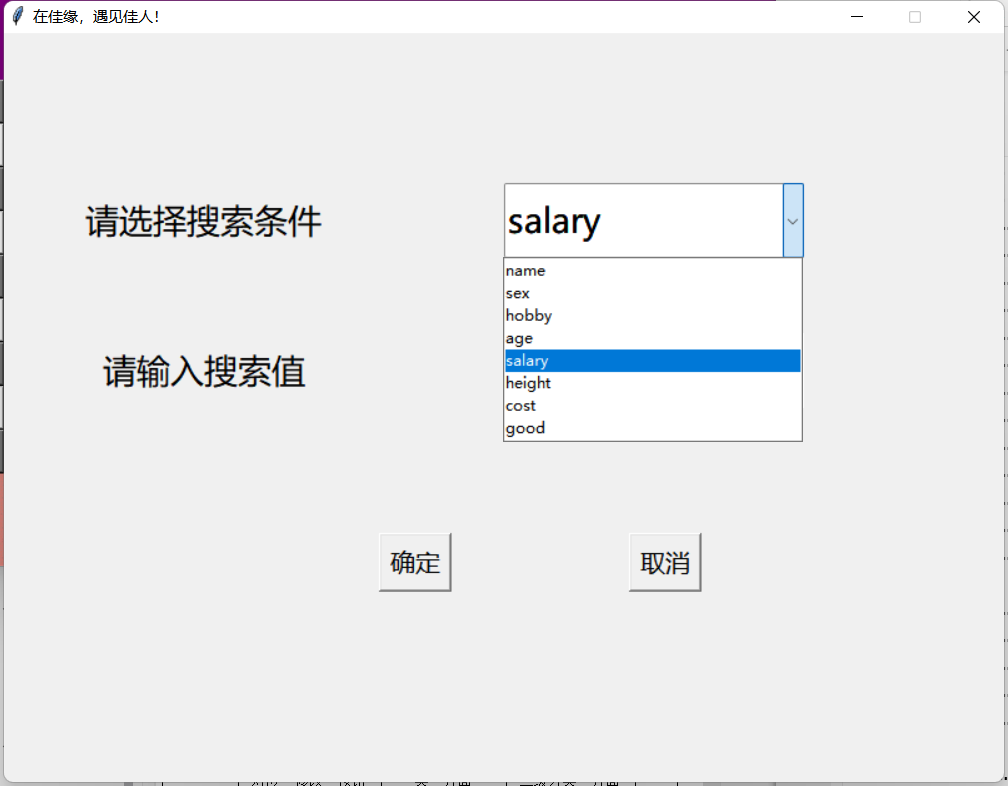 在佳缘，遇见佳人！
请选择搜索条件
salary
name
sex
hobby
age
salary
height
cost
good
请输入搜索值
确定
取消